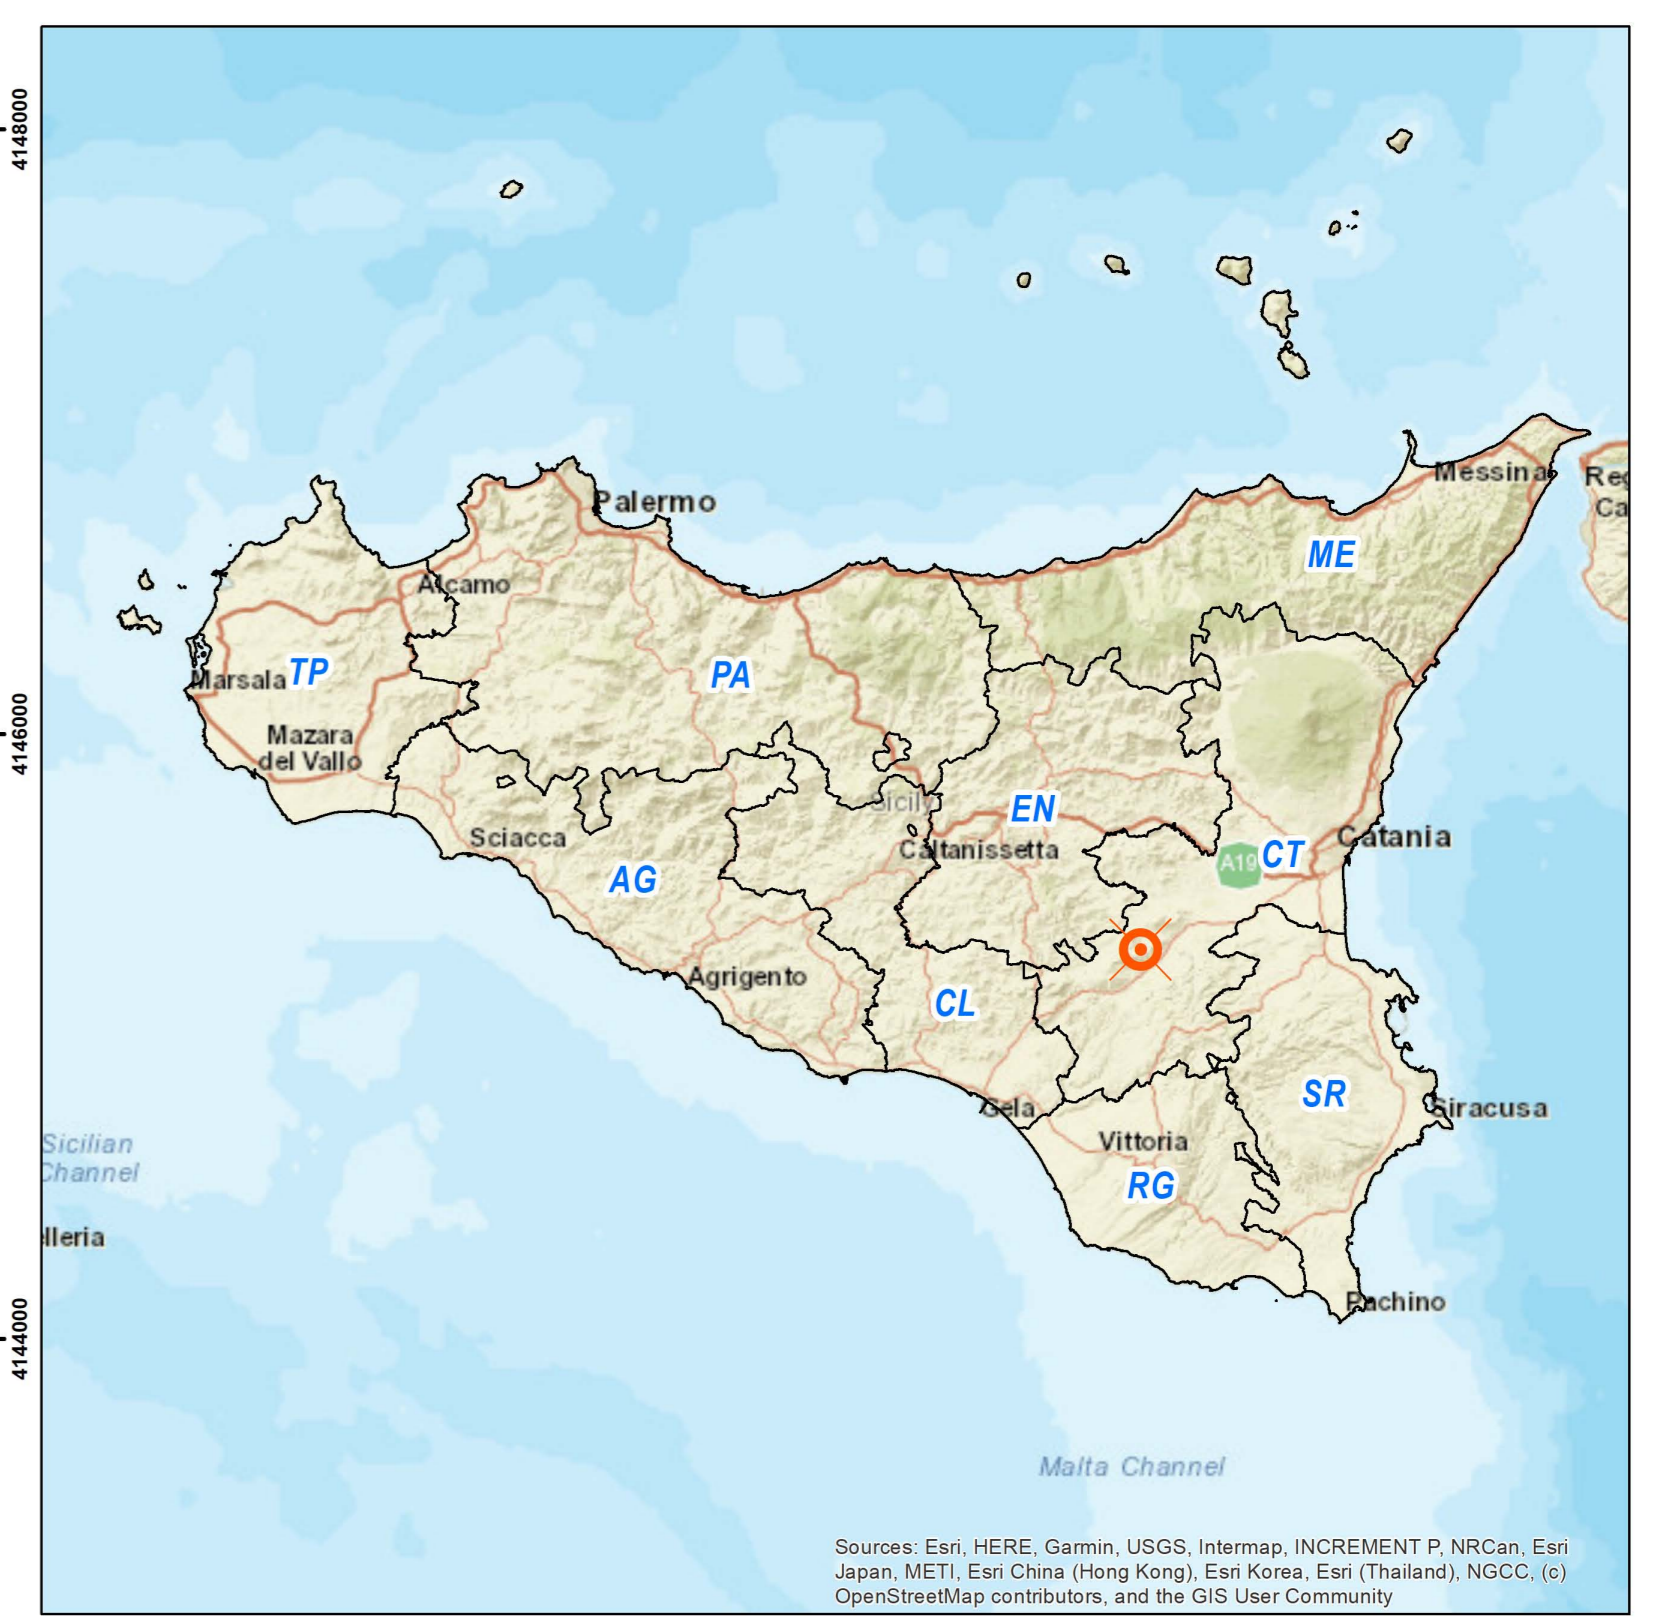 4148000
4146000
4144000
Palermo
Messina
Reg
Ca
ME
Alcamo
Marsala
TP
PA
Mazara
del Vallo
Sicily
EN
Sciacca
Caltanissetta
A19
CT
Catania
AG
Agrigento
CL
SR
Gela
Siracusa
Vittoria
RG
Sicilian
Channel
lleria
Pachino
Malta Channel
Sources: Esri, HERE, Garmin, USGS, Intermap, INCREMENT P, NRCan, Esri
Japan, METI, Esri China (Hong Kong), Esri Korea, Esri (Thailand), NGCC, (c)
OpenStreetMap contributors, and the GIS User Community